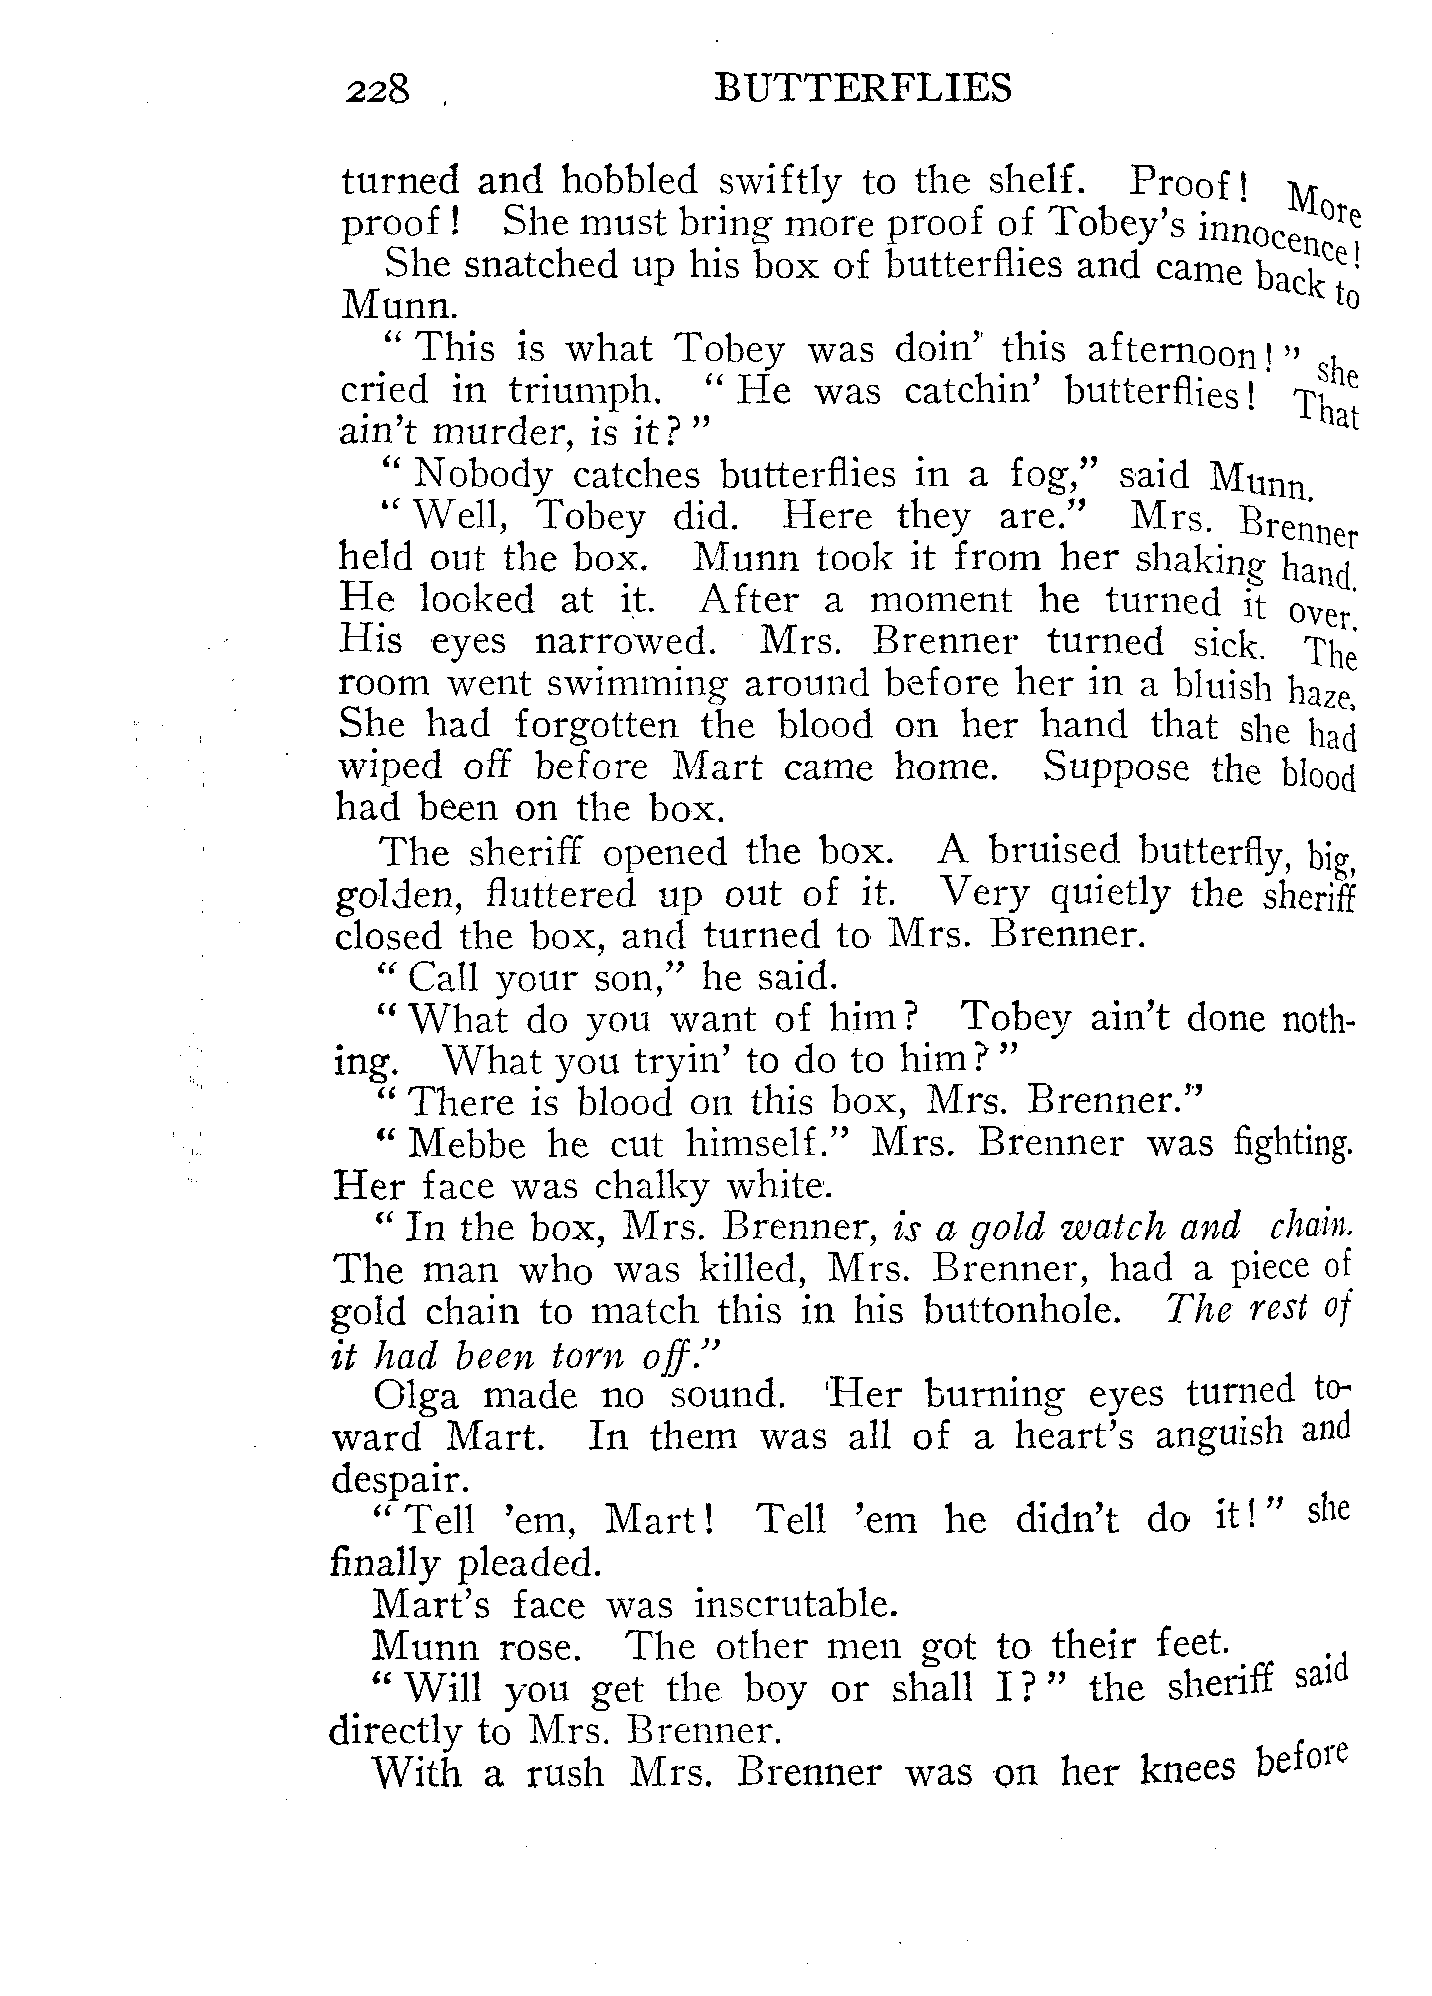 228 BUTTERFLIES
turned and hobbled swiftly to the shelf. Proof! More
proof! She must bring more proof of Tobey's innocence!
She snatched up his box of butterflies and came back to
Munn.
" This is what Tobey was doin' this afternoon! " she
cried in triumph. " He was catchin' butterflies! That
ain't murder, is it? "
" Nobody catches butterflies in a fog," said Munn.
" Well, Tobey did. Here they are." Mrs. Brenner
held out the box. Munn took it from her shaking hand.
He looked at it. After a moment he turned it over.
His eyes narrowed. Mrs. Brenner turned sick. The
room went swimming around before her in a bluish haze.
She had forgotten the blood on her hand that she had
wiped off before Mart came home. Suppose the blood
had been on the box.
The sheriff opened the box. A bruised butterfly, big,
golden, fluttered up out of it. Very quietly the sheriff
closed the box, and turned to Mrs. Brenner.
" Call your son," he said.
" What do you want of him? Tobey ain't done noth-
ing. What you tryin' to do to him? "
" There is blood on this box, Mrs. Brenner."
" Mebbe he cut himself." Mrs. Brenner was fighting.
Her face was chalky white.
" In the box, Mrs. Brenner, is a gold watch and chain.
The man who was killed, Mrs. Brenner, had a piece of
gold chain to match this in his buttonhole. The rest of
it had been torn off."
Olga made no sound. Her burning eyes turned to-
ward Mart. In them was all of a heart's anguish and
despair.
" Tell 'em, Mart! Tell 'em he didn't do it! " she
finally pleaded.
Mart's face was inscrutable.
Munn rose. The other men got to their feet.
" Will you get the boy or shall I? " the sheriff said
directly to Mrs. Brenner.
With a rush Mrs. Brenner was on her knees before